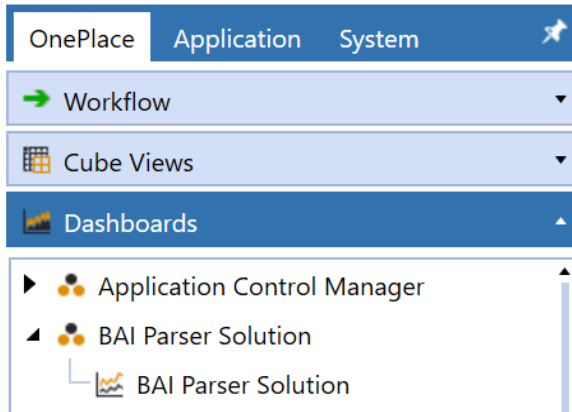 OnePlace Application System
Workflow
Cube Views
Dashboards
Application Control Manager
BAI Parser Solution
BAI Parser Solution